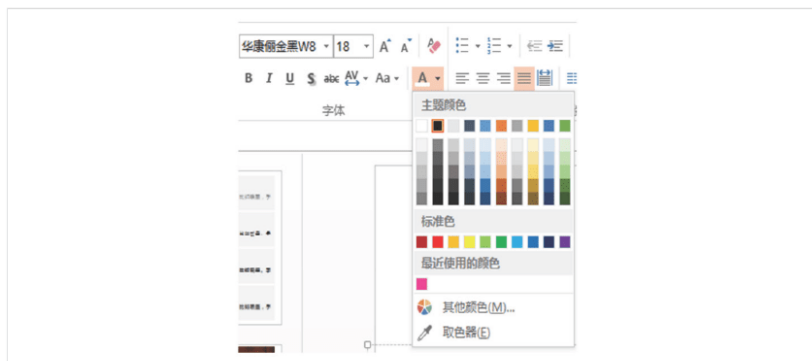 华康俪金黑W8 18 A A
B I U S abc AV Aa A
字体
主题颜色
标准色
最近使用的颜色
其他颜色(M)...
取色器(E)